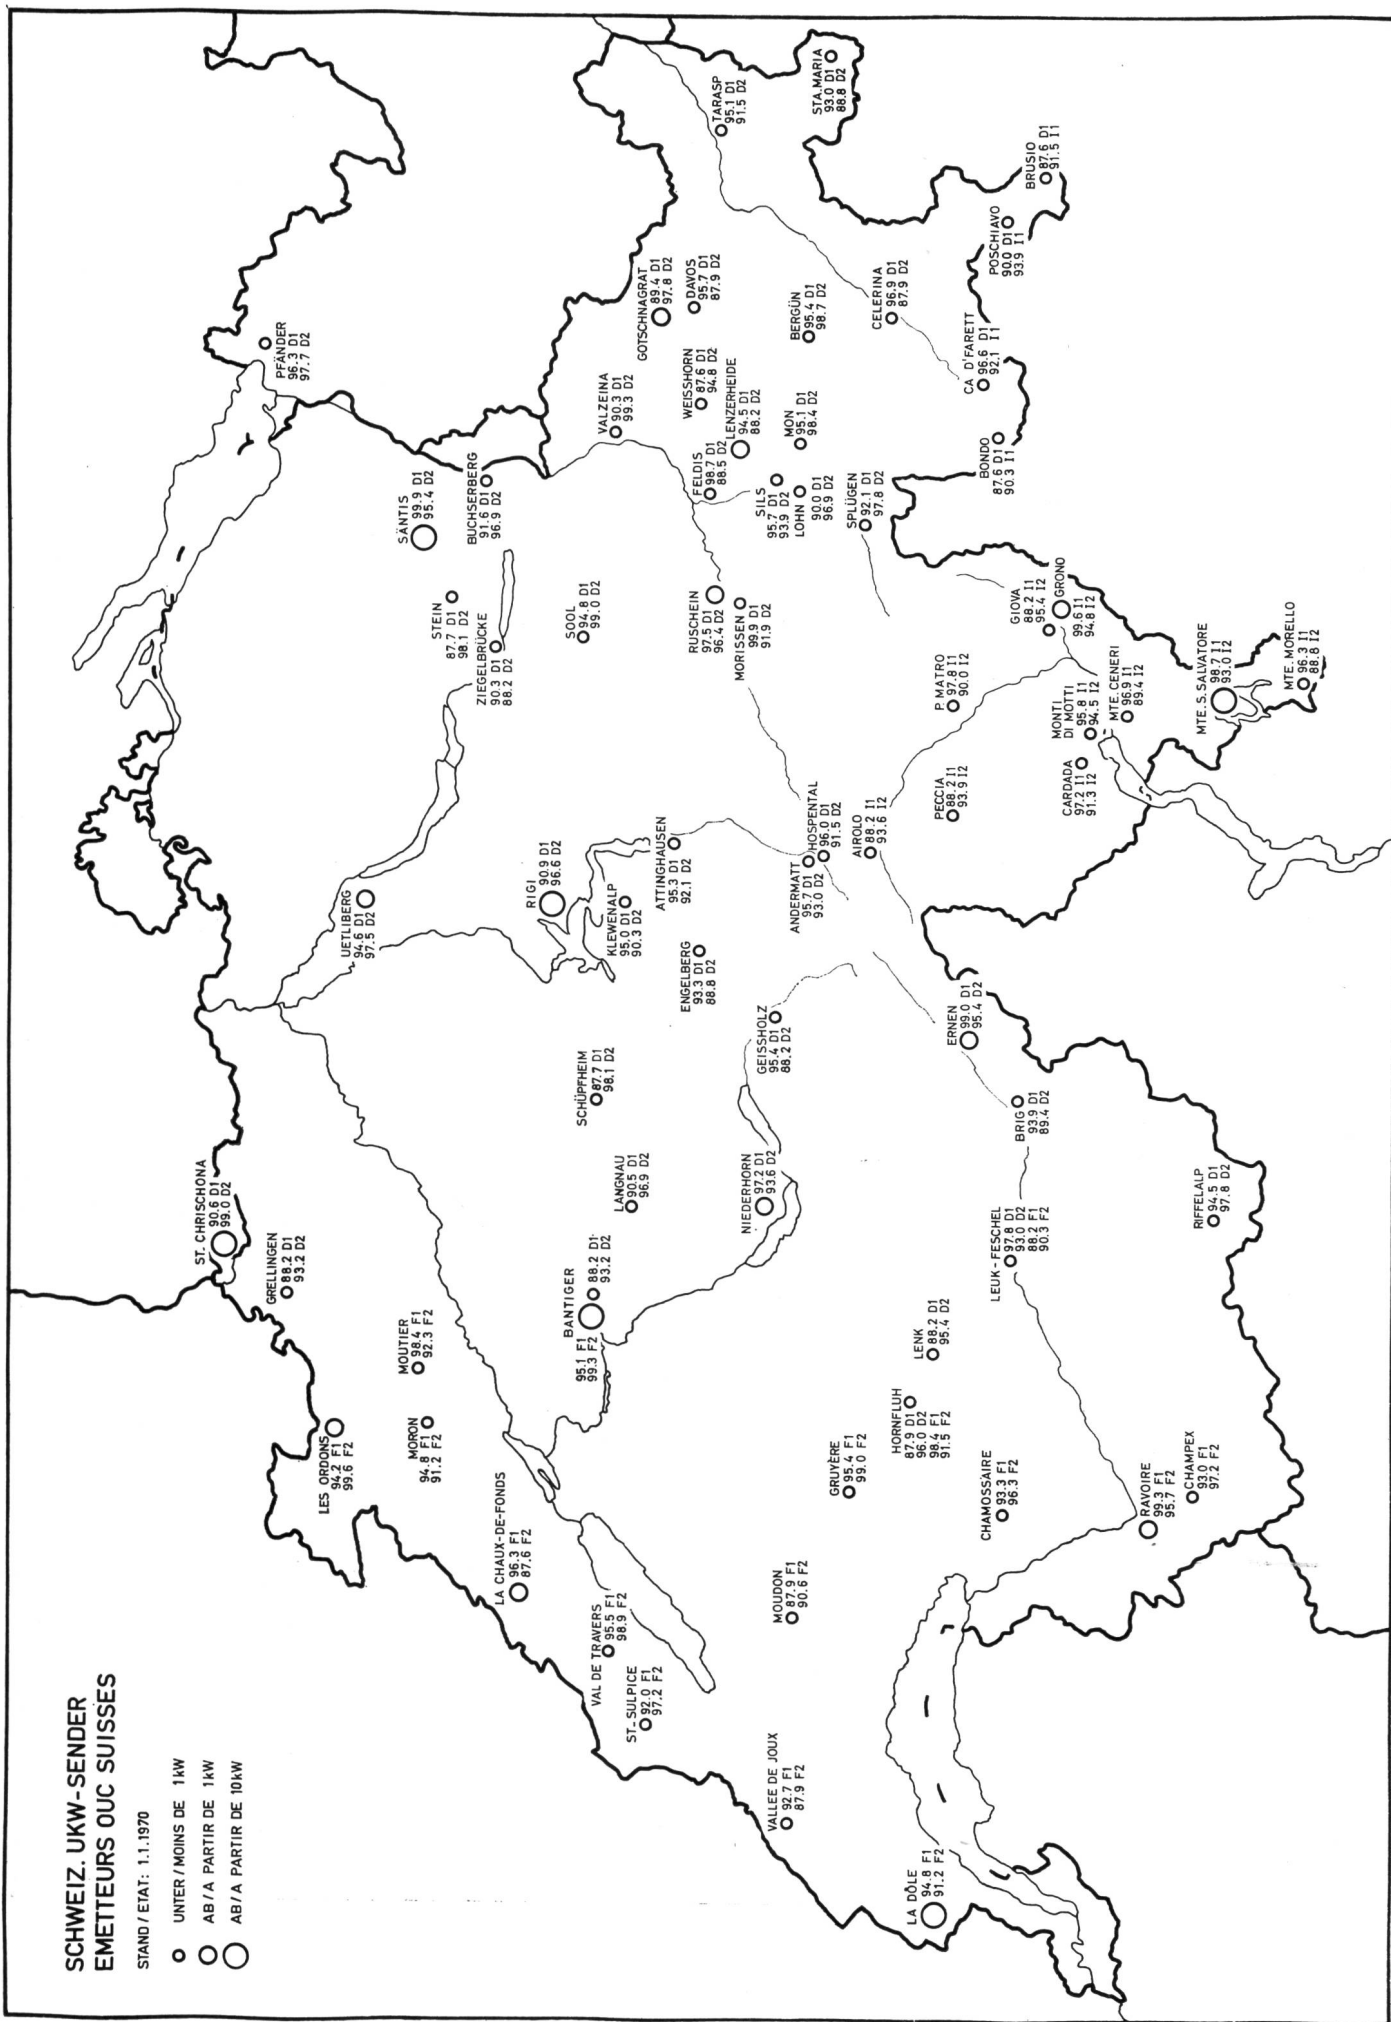 SCHWEIZ. UKW-SENDER
EMETTEURS OUC SUISSES
STAND / ETAT: 1.1.1970
UNTER / MOINS DE 1kW
AB / A PARTIR DE 1kW
AB / A PARTIR DE 10kW
ST. CHRISCHONA
90.6 D1
99.0 D2
GRELLINGEN
88.2 D1
93.2 D2
LES ORDONS
94.2 F1
99.6 F2
MOUTIER
98.4 F1
92.3 F2
MORON
94.8 F1
91.2 F2
LA CHAUX-DE-FONDS
96.3 F1
87.6 F2
VAL DE TRAVERS
95.5 F1
98.9 F2
ST-SULPICE
92.0 F1
97.2 F2
VALLEE DE JOUX
92.7 F1
87.9 F2
LA DÔLE
94.8 F1
91.2 F2
MOUDON
87.9 F1
90.6 F2
GRUYÈRE
95.4 F1
99.0 F2
BANTIGER
95.1 F1
99.3 F2
88.2 D1
93.2 D2
LANGNAU
90.5 D1
96.9 D2
SCHÜPFHEIM
87.7 D1
98.1 D2
NIEDERHORN
97.2 D1
93.6 D2
GEISSHOLZ
95.4 D1
88.2 D2
HORNFLUH
87.9 D1
96.0 D2
98.4 F1
91.5 F2
LENK
88.2 D1
95.4 D2
CHAMOSSAIRE
93.3 F1
96.3 F2
RAVOIRE
99.3 F1
95.7 F2
CHAMPEX
93.0 F1
97.2 F2
LEUK-FESCHEL
97.8 D1
93.0 D2
88.2 F1
90.3 F2
BRIG
93.9 D1
89.4 D2
RIFFELALP
94.5 D1
97.8 D2
ERNEN
99.0 D1
95.4 D2
UETLIBERG
94.6 D1
97.5 D2
RIGI
90.9 D1
96.6 D2
KLEWENALP
95.0 D1
90.3 D2
ATTINGHAUSEN
95.3 D1
92.1 D2
ENGELBERG
93.3 D1
88.8 D2
ANDERMATT
95.7 D1
93.0 D2
HOSPENTAL
96.0 D1
91.5 D2
AIROLO
88.2 I1
93.6 I2
PECCIA
88.2 I1
93.9 I2
P. MATRO
97.8 I1
90.0 I2
CARDADA
97.2 I1
91.3 I2
MONTI
DI MOTTI
95.8 I1
94.5 I2
MTE. CENERI
96.9 I1
89.4 I2
GIOVA
88.2 I1
95.4 I2
GRONO
99.6 I1
94.8 I2
MTE. S. SALVATORE
98.7 I1
93.0 I2
MTE. MORELLO
96.3 I1
88.8 I2
PFÄNDER
96.3 D1
97.7 D2
SÄNTIS
99.9 D1
95.4 D2
BUCHSERBERG
91.6 D1
96.9 D2
STEIN
87.7 D1
98.1 D2
ZIEGELBRÜCKE
90.3 D1
88.2 D2
SOOL
94.8 D1
99.0 D2
RUSCHEIN
97.5 D1
96.4 D2
MORISSEN
99.9 D1
91.9 D2
VALZEINA
90.3 D1
99.3 D2
GOTSCHNAGRAT
89.4 D1
97.8 D2
DAVOS
95.7 D1
87.9 D2
WEISSHORN
87.6 D1
94.8 D2
LENZERHEIDE
94.5 D1
88.2 D2
FELDIS
98.7 D1
88.5 D2
MON
95.1 D1
98.4 D2
SILS
95.7 D1
93.9 D2
LOHN
90.0 D1
96.9 D2
SPLÜGEN
92.1 D1
97.8 D2
BERGÜN
95.4 D1
98.7 D2
CELERINA
96.9 D1
87.9 D2
TARASP
95.1 D1
91.5 D2
STA. MARIA
93.0 D1
88.8 D2
BRUSIO
87.6 D1
91.5 I1
POSCHIAVO
90.0 D1
93.9 I1
CA D'FARETT
96.6 D1
92.1 I1
BONDO
87.6 D1
90.3 I1